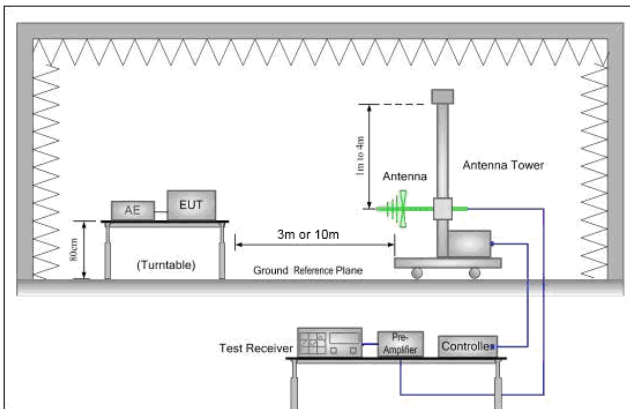 1m to 4m
Antenna
Antenna Tower
AE
EUT
80cm
(Turntable)
3m or 10m
Ground Reference Plane
Test Receiver
Pre-
Amplifier
Controller